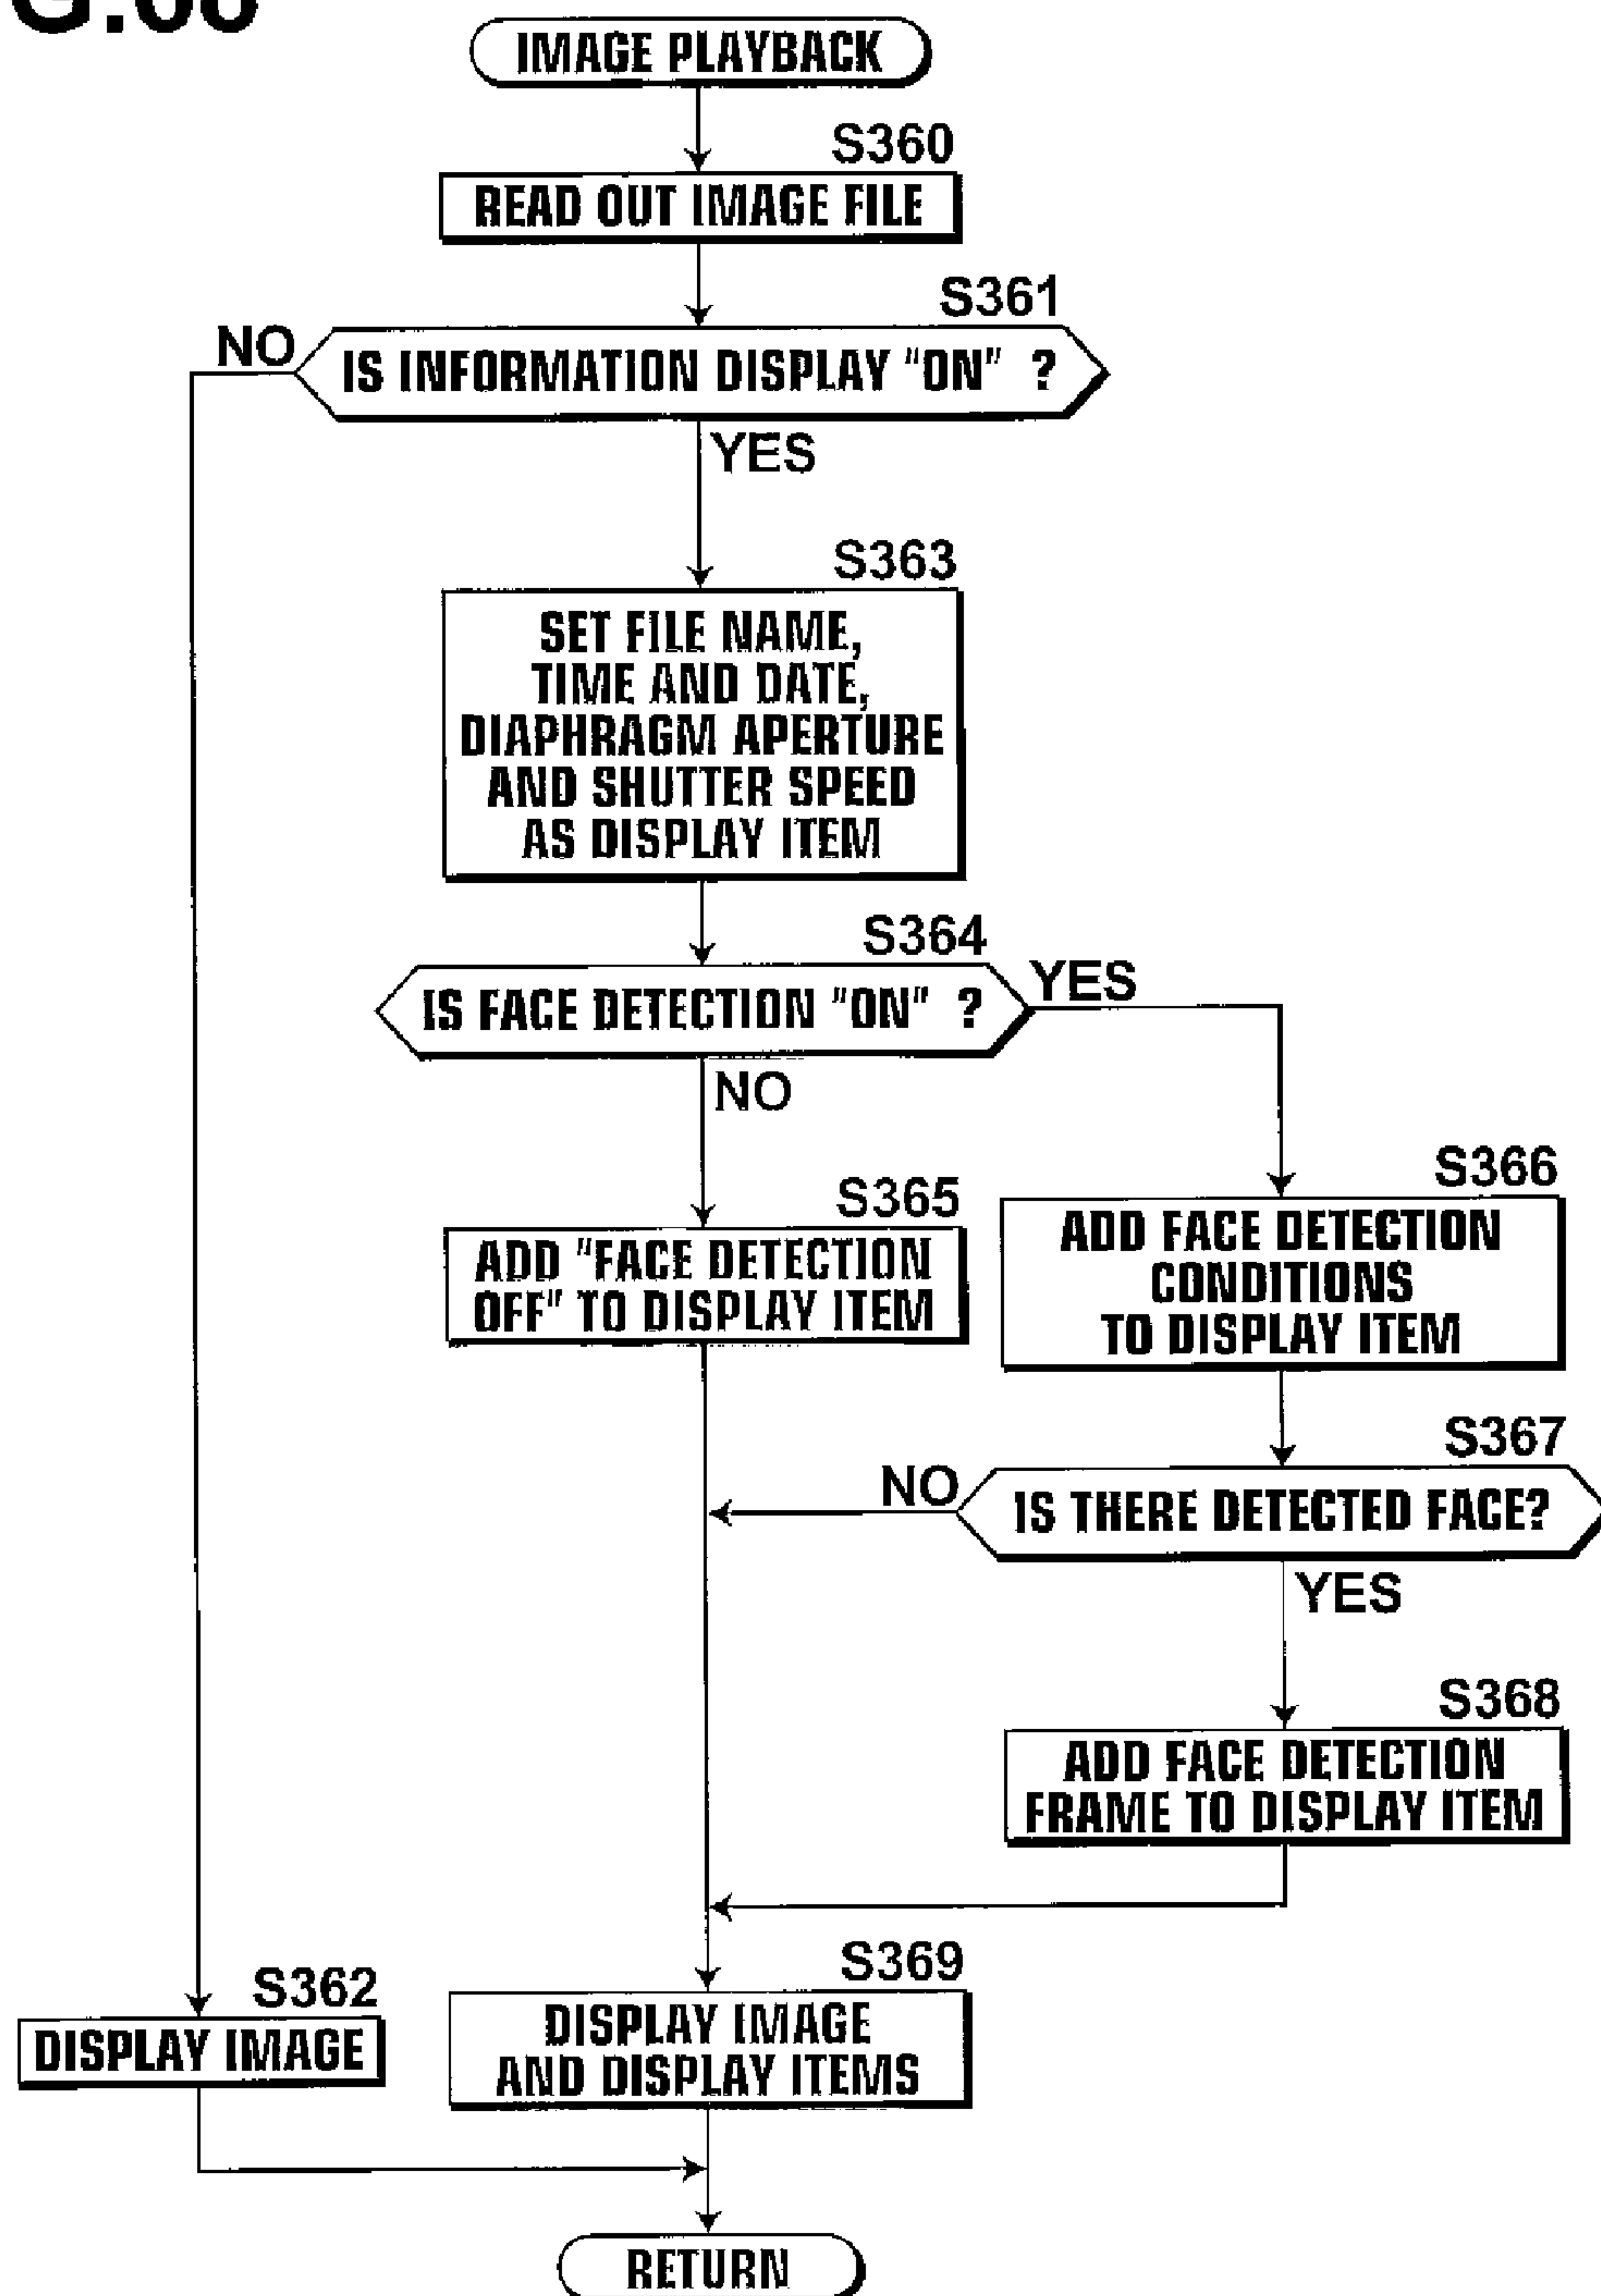 IMAGE PLAYBACK
S360
READ OUT IMAGE FILE
S361
NO
IS INFORMATION DISPLAY "ON" ?
YES
S363
SET FILE NAME,
TIME AND DATE,
DIAPHRAGM APERTURE
AND SHUTTER SPEED
AS DISPLAY ITEM
S364
IS FACE DETECTION "ON" ?
YES
NO
S365
ADD "FACE DETECTION
OFF" TO DISPLAY ITEM
S366
ADD FACE DETECTION
CONDITIONS
TO DISPLAY ITEM
S367
NO
IS THERE DETECTED FACE?
YES
S368
ADD FACE DETECTION
FRAME TO DISPLAY ITEM
S362
DISPLAY IMAGE
S369
DISPLAY IMAGE
AND DISPLAY ITEMS
RETURN